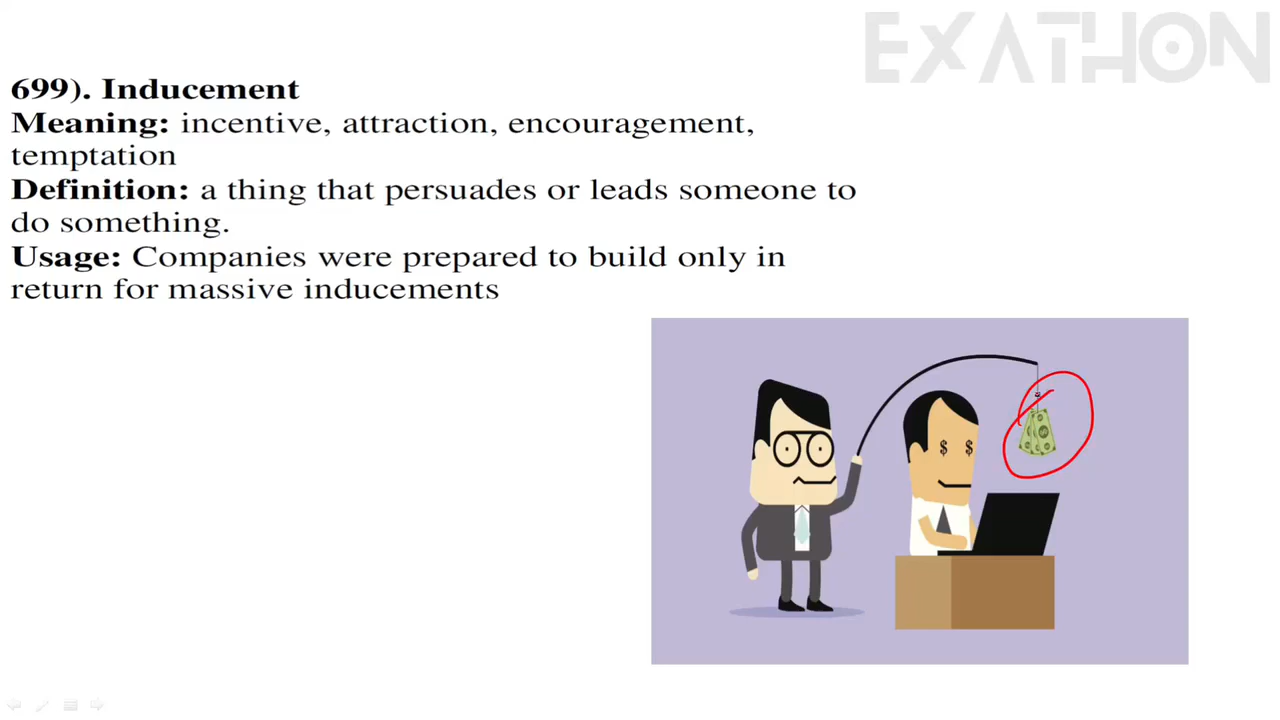 EXATHON
699). Inducement
Meaning: incentive, attraction, encouragement,
temptation
Definition: a thing that persuades or leads someone to
do something.
Usage: Companies were prepared to build only in
return for massive inducements
$ $